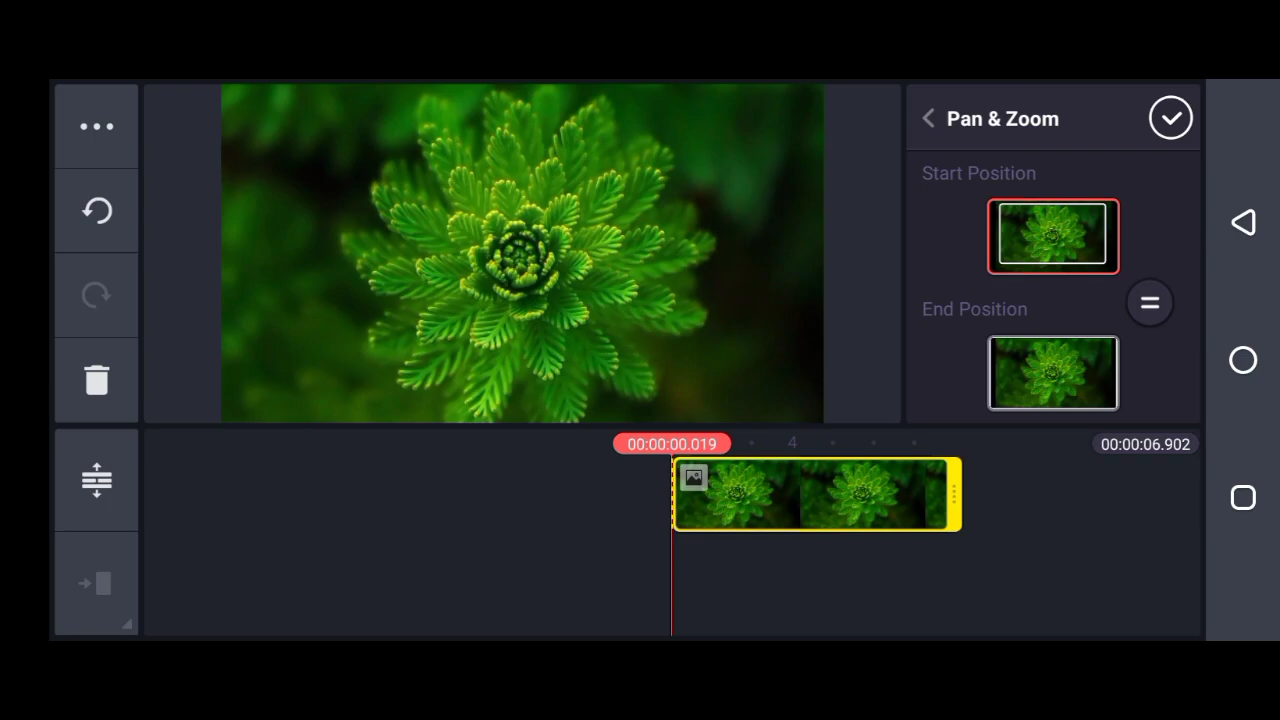 Pan & Zoom
Start Position
End Position
00:00:00.019
4
00:00:06.902